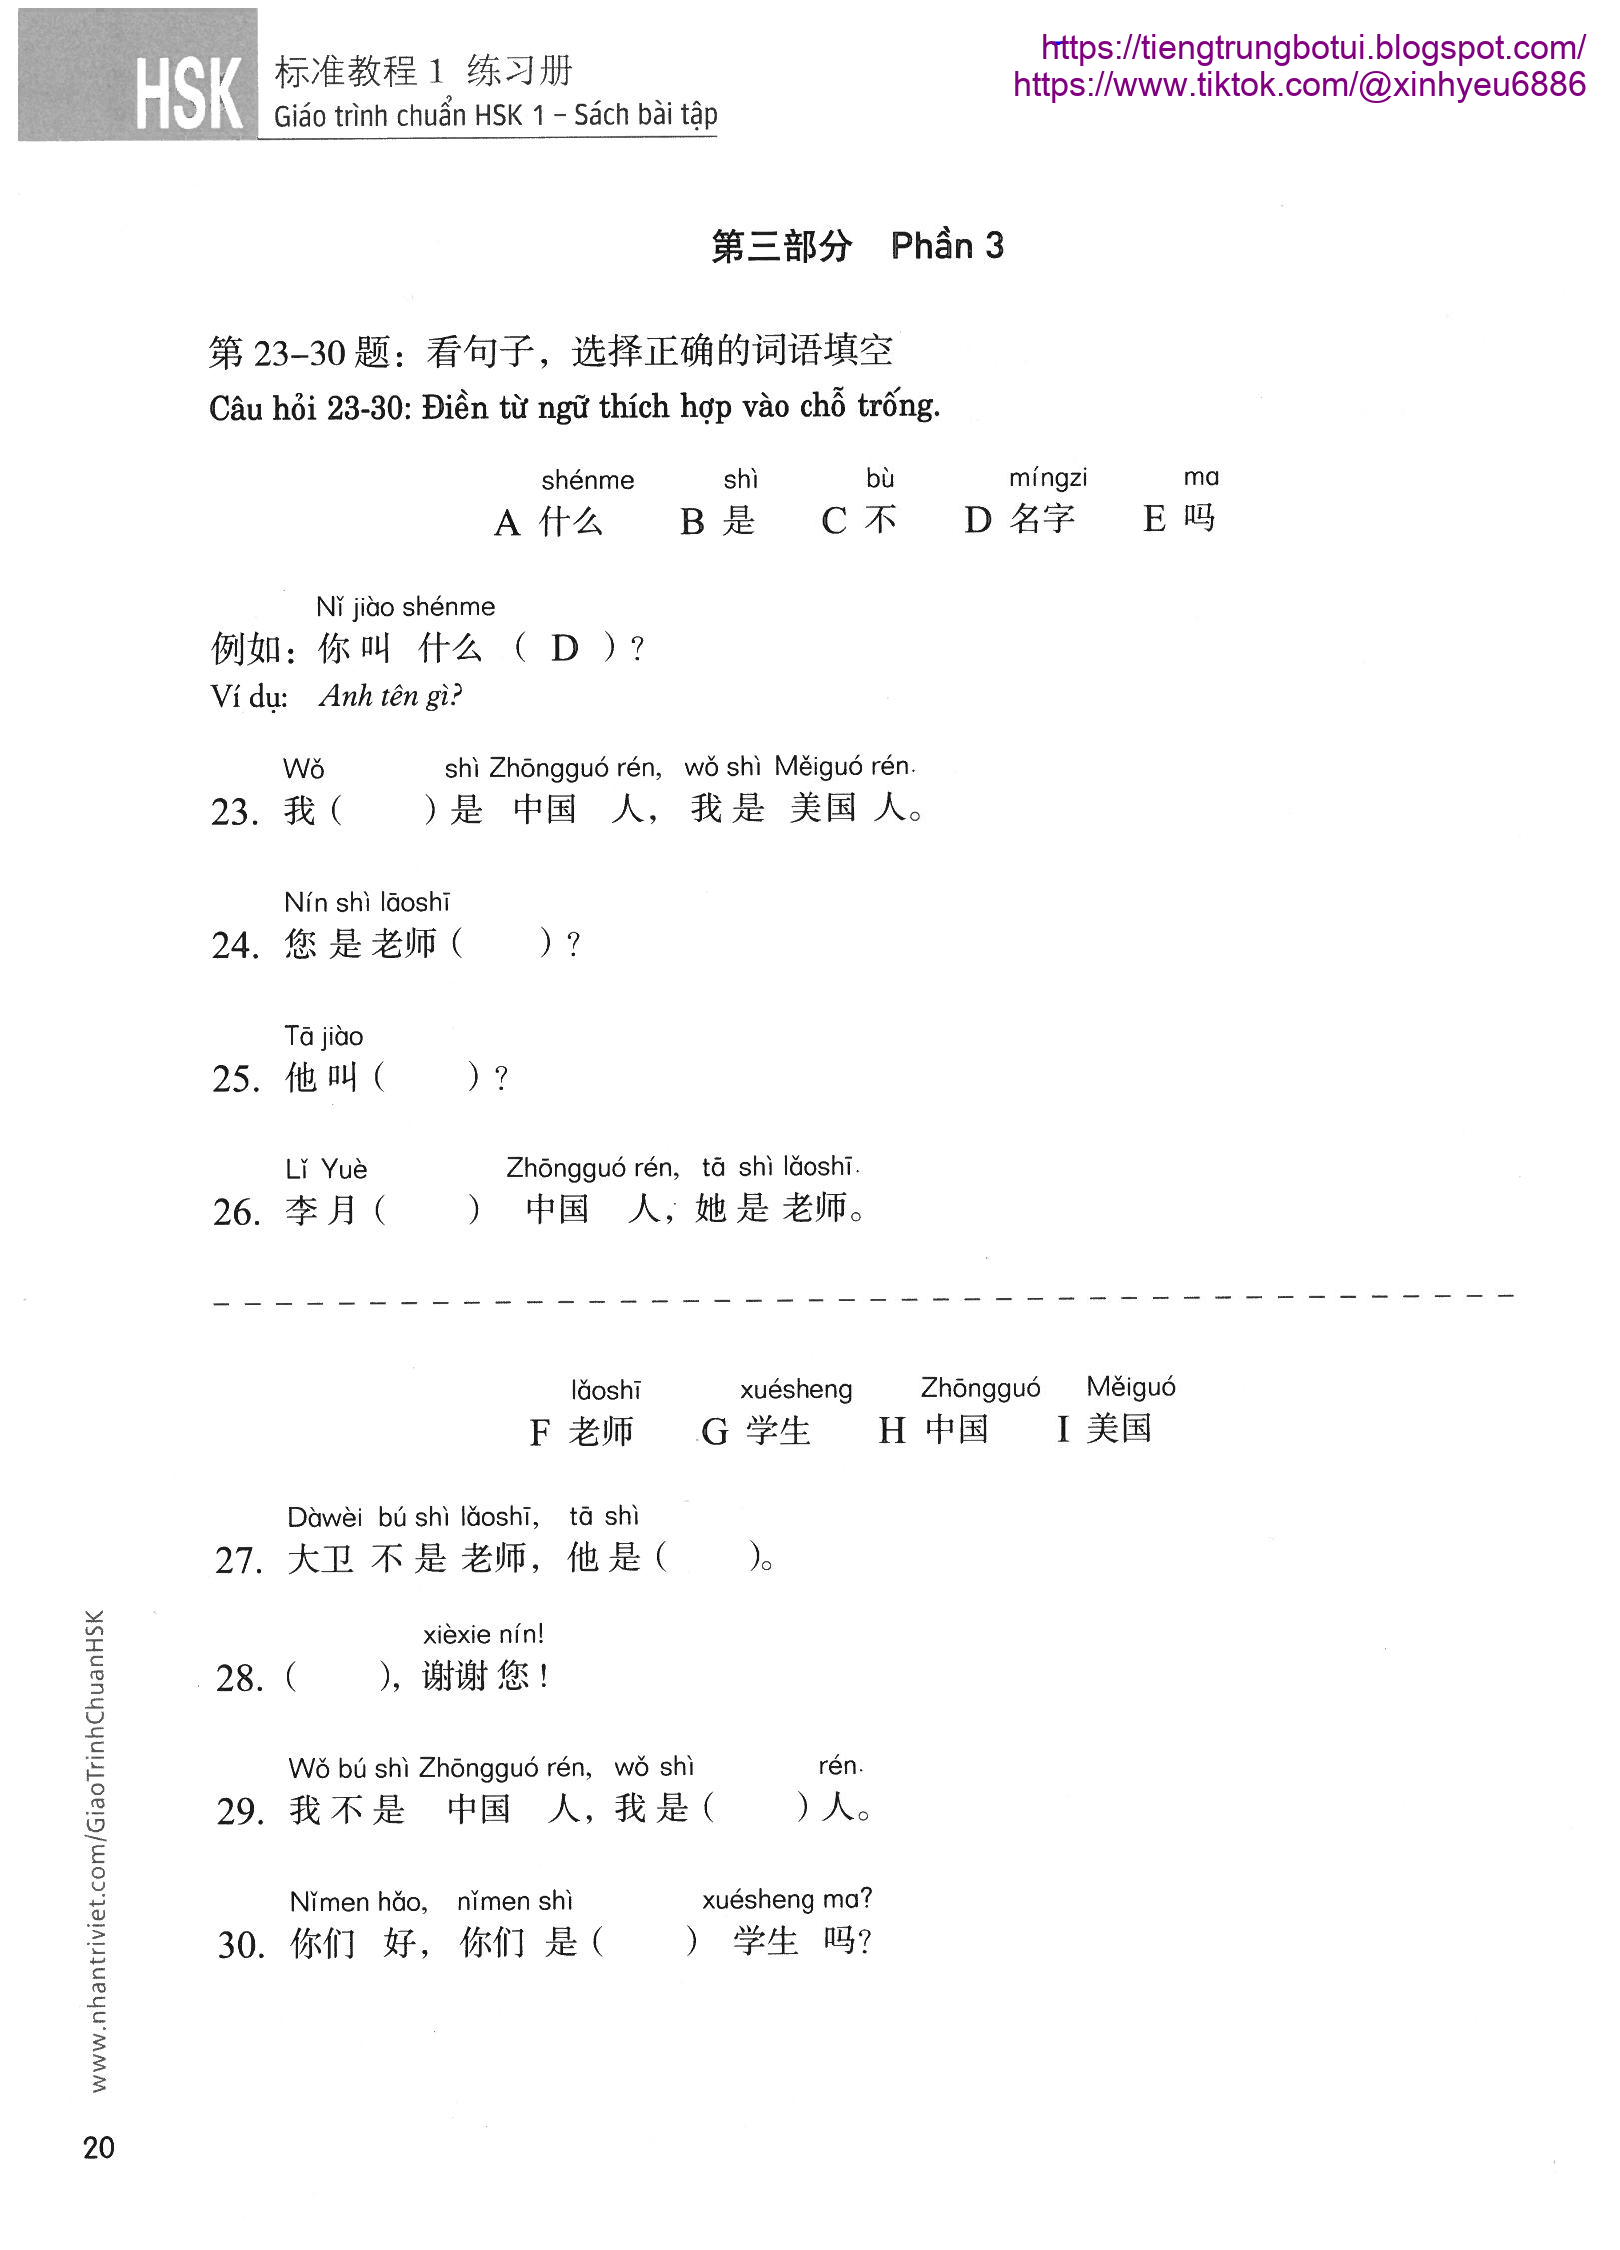 https://tiengtrungbotui.blogspot.com/
https://www.tiktok.com/@xinhyeu6886
HSK 标准教程 1 练习册
Giáo trình chuẩn HSK 1 – Sách bài tập
第三部分 Phần 3
第 23–30 题：看句子，选择正确的词语填空
Câu hỏi 23-30: Điền từ ngữ thích hợp vào chỗ trống.
shénme shì bù míngzi ma
A 什么 B 是 C 不 D 名字 E 吗
Nǐ jiào shénme
例如：你 叫 什么 （ D ）?
Ví dụ: Anh tên gì?
Wǒ shì Zhōngguó rén, wǒ shì Měiguó rén.
23. 我（ ）是 中国 人，我 是 美国 人。
Nín shì lāoshī
24. 您 是 老师（ ）?
Tā jiào
25. 他 叫（ ）?
Lǐ Yuè Zhōngguó rén, tā shì lǎoshī.
26. 李 月（ ） 中国 人，她 是 老师。
lǎoshī xuésheng Zhōngguó Měiguó
F 老师 G 学生 H 中国 I 美国
Dàwèi bú shì lǎoshī, tā shì
27. 大卫 不 是 老师，他 是（ ）。
xièxie nín!
28.（ ），谢谢 您！
Wǒ bú shì Zhōngguó rén, wǒ shì rén.
29. 我 不 是 中国 人，我 是（ ）人。
Nǐmen hǎo, nǐmen shì xuésheng ma?
30. 你们 好，你们 是（ ） 学生 吗?
www.nhantriviet.com/GiaoTrinhChuanHSK
20